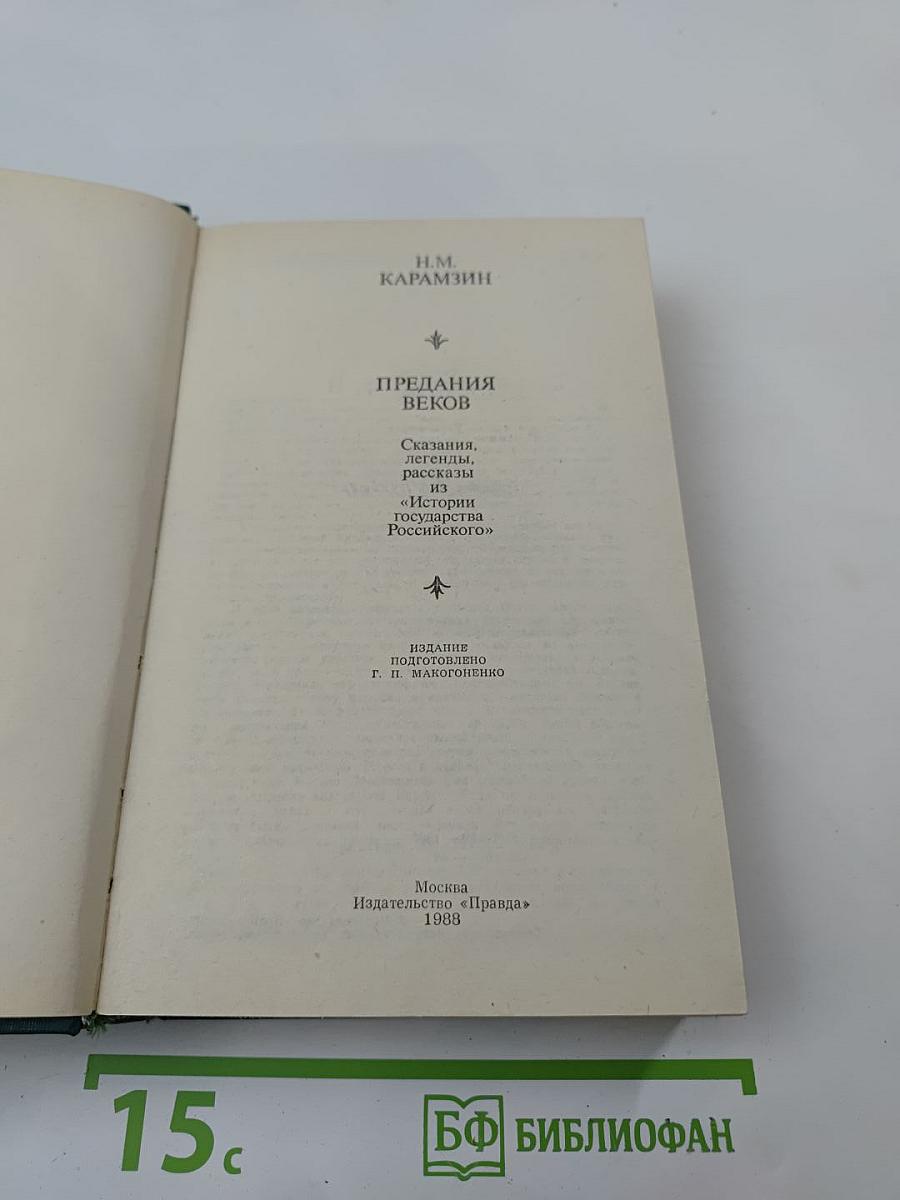 Н.М.
КАРАМЗИН
ПРЕДАНИЯ
ВЕКОВ
Сказания,
легенды,
рассказы
из
«Истории
государства
Российского»
ИЗДАНИЕ
ПОДГОТОВЛЕНО
Г. П. МАКОГОНЕНКО
Москва
Издательство «Правда»
1988
15 с
БФ БИБЛИОФАН